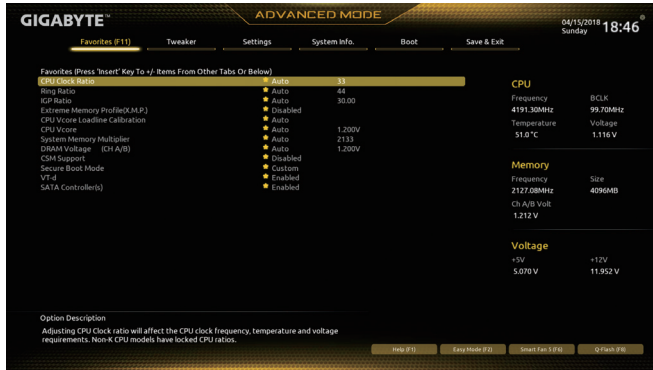 GIGABYTE™
ADVANCED MODE
04/15/2018 18:46
Sunday
Favorites (F11) Tweaker Settings System Info. Boot Save & Exit
Favorites (Press 'Insert' Key To +/- Items From Other Tabs Or Below)
CPU Clock Ratio Auto 33
Ring Ratio Auto 44
IGP Ratio Auto 30.00
Extreme Memory Profile(X.M.P.) Disabled
CPU Vcore Loadline Calibration Auto
CPU Vcore Auto 1.200V
System Memory Multiplier Auto 2133
DRAM Voltage (CH A/B) Auto 1.200V
CSM Support Disabled
Secure Boot Mode Custom
VT-d Enabled
SATA Controller(s) Enabled
CPU
Frequency BCLK
4191.30MHz 99.70MHz
Temperature Voltage
51.0°C 1.116 V
Memory
Frequency Size
2127.08MHz 4096MB
Ch A/B Volt
1.212 V
Voltage
+5V +12V
5.070 V 11.952 V
Option Description
Adjusting CPU Clock ratio will affect the CPU clock frequency, temperature and voltage
requirements. Non-K CPU models have locked CPU ratios.
Help (F1) Easy Mode (F2) Smart Fan 5 (F6) Q-Flash (F8)